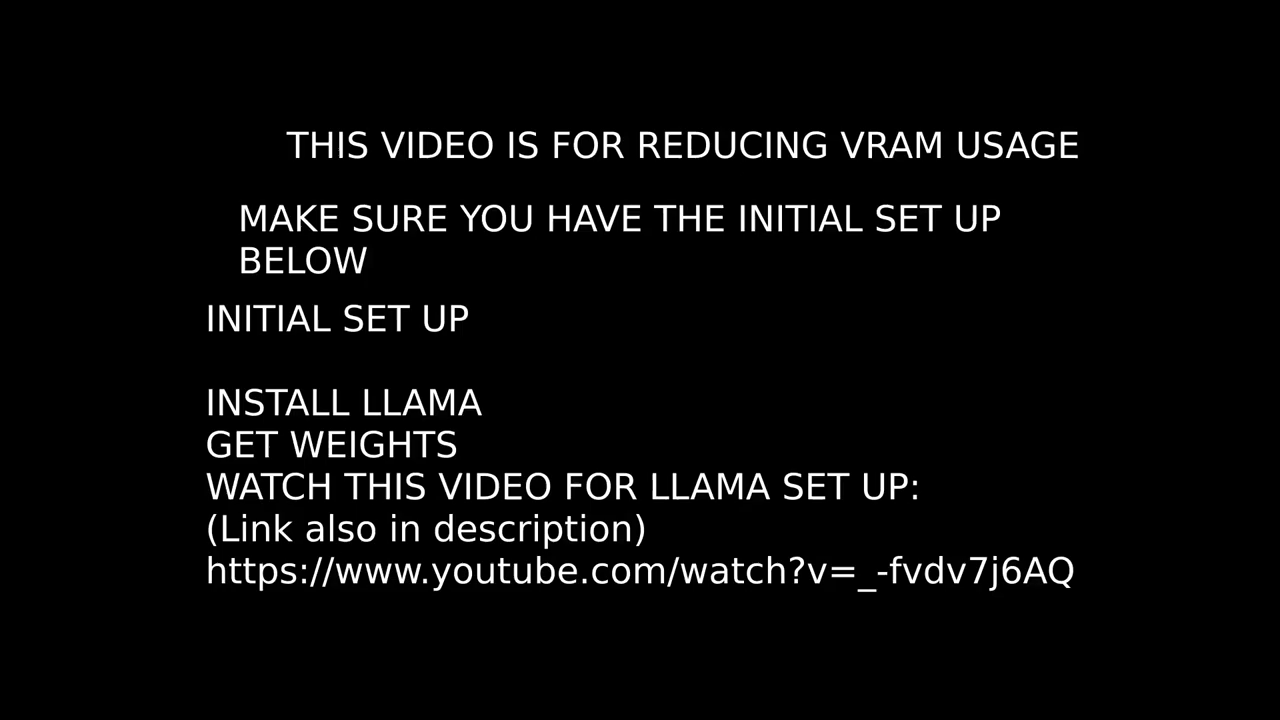 THIS VIDEO IS FOR REDUCING VRAM USAGE
MAKE SURE YOU HAVE THE INITIAL SET UP
BELOW
INITIAL SET UP
INSTALL LLAMA
GET WEIGHTS
WATCH THIS VIDEO FOR LLAMA SET UP:
(Link also in description)
https://www.youtube.com/watch?v=_-fvdv7j6AQ